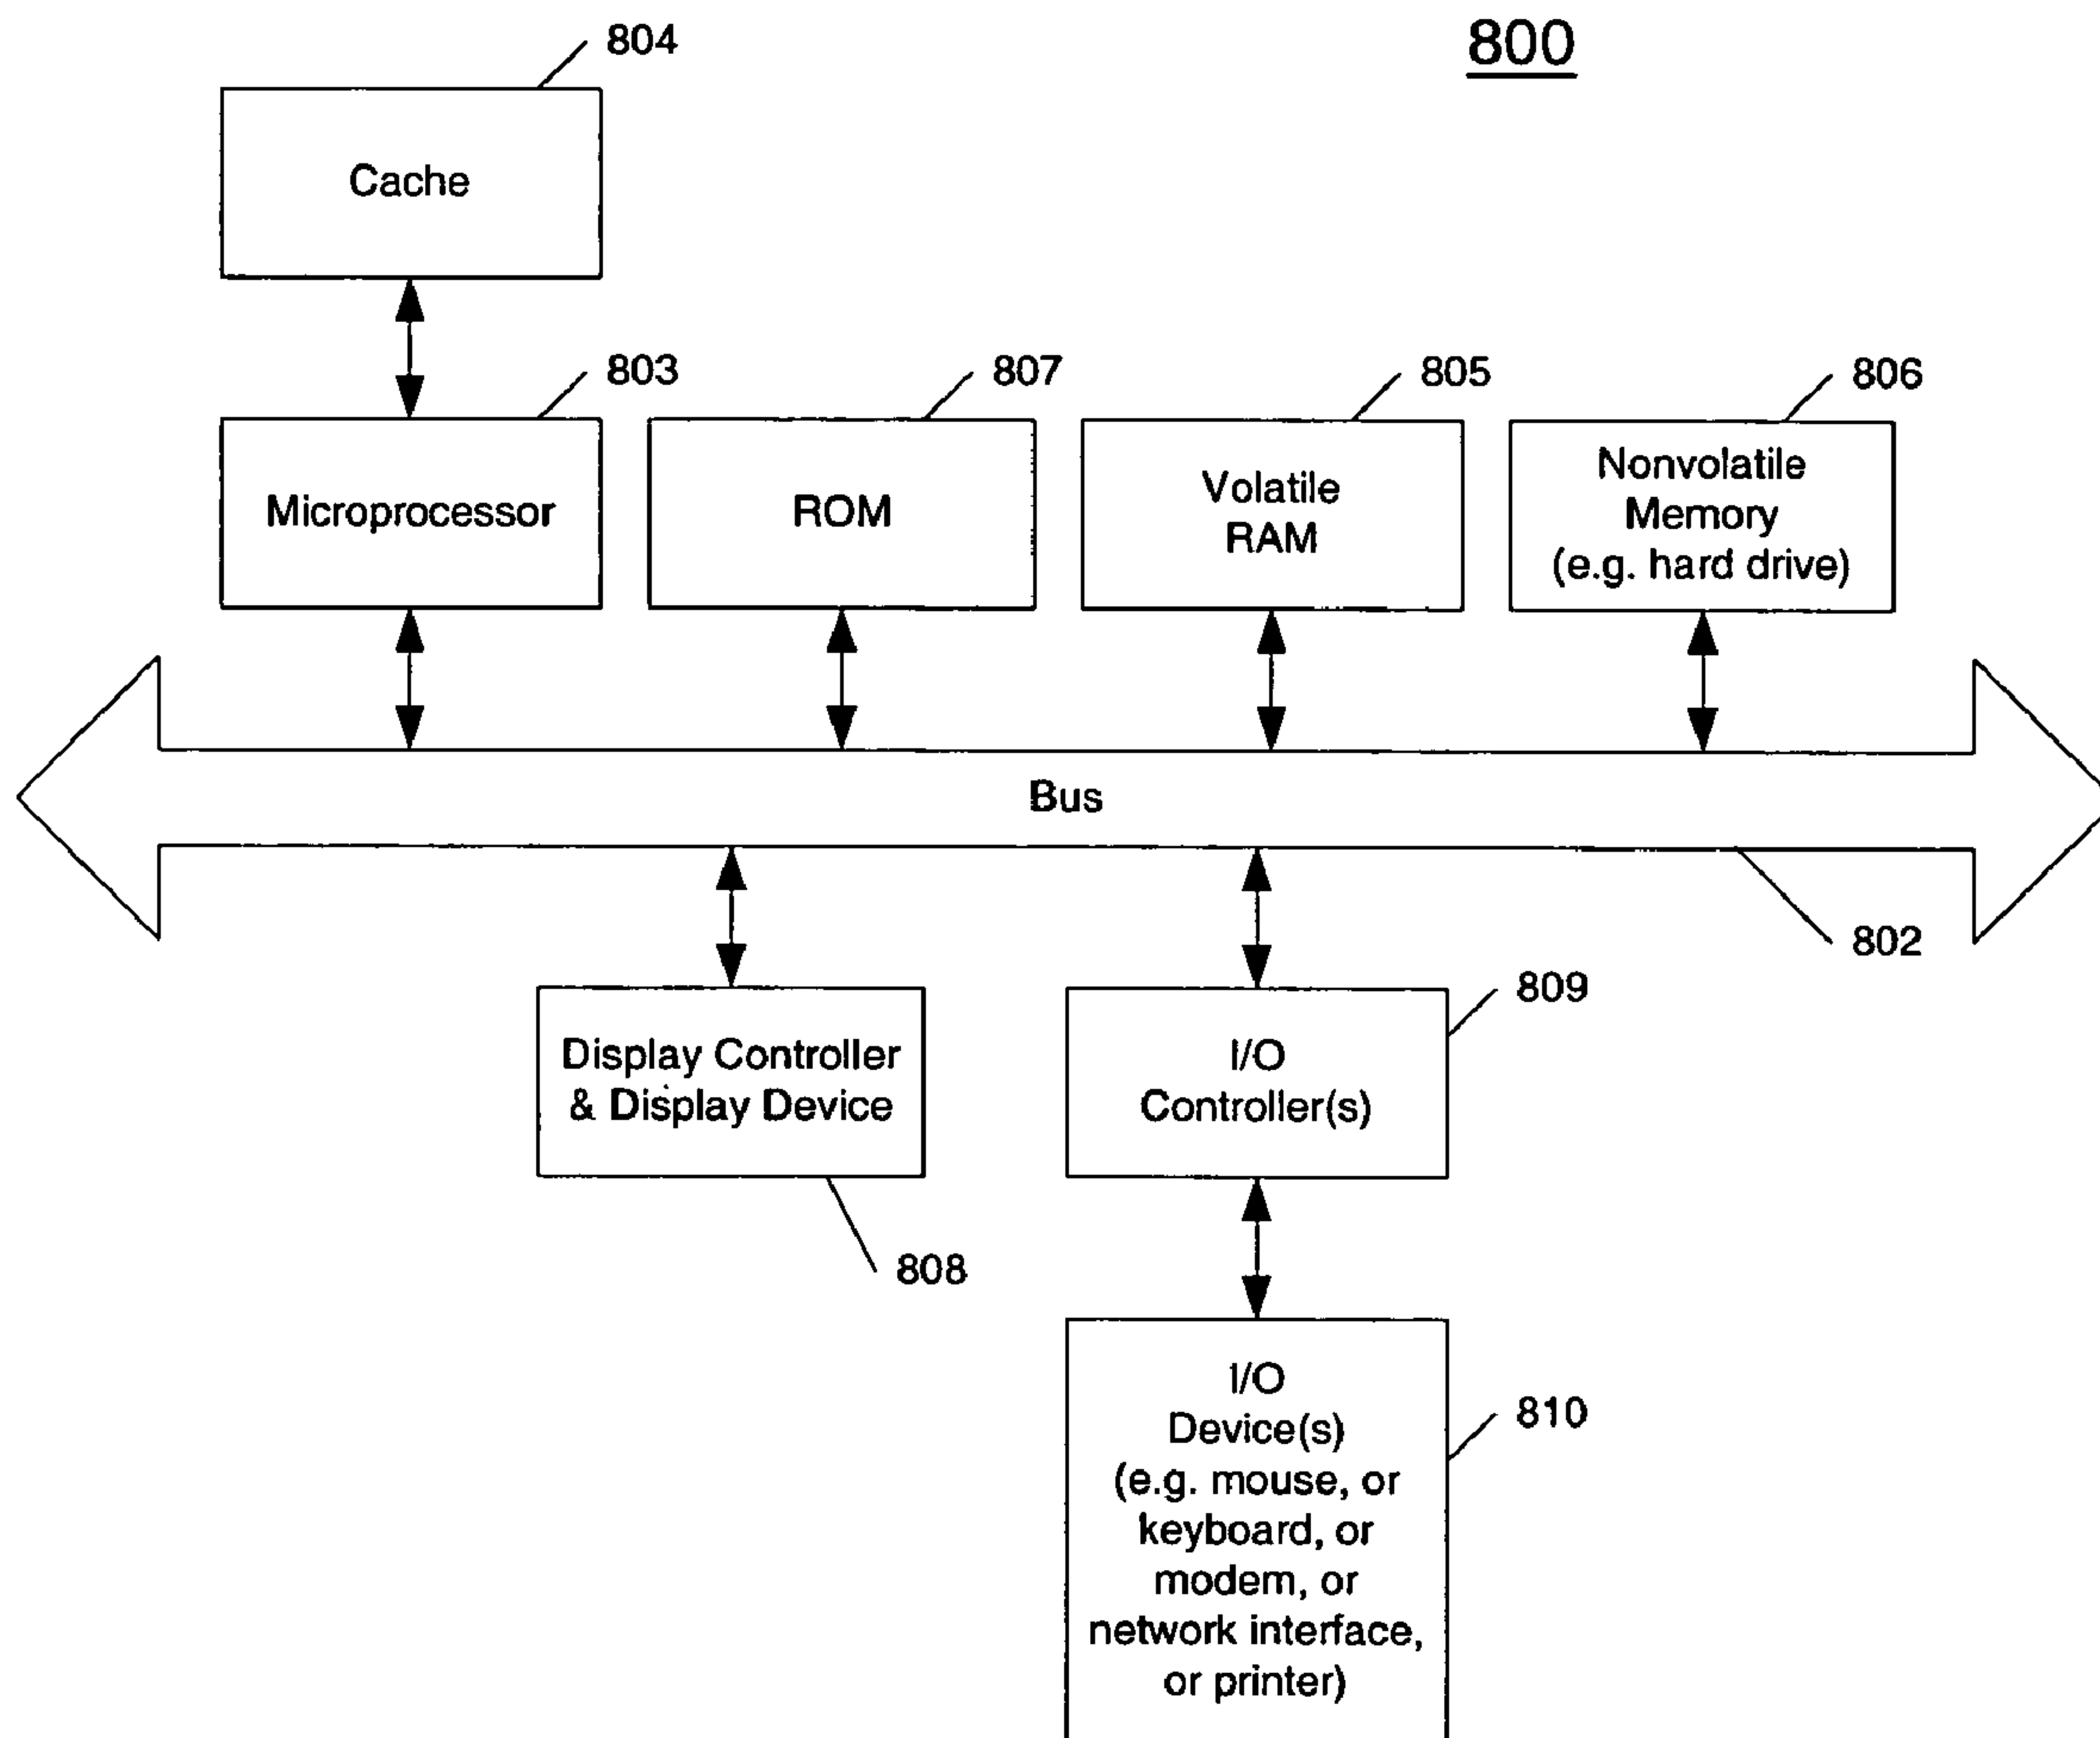 800
804
Cache
803
807
805
806
Microprocessor
ROM
Volatile
RAM
Nonvolatile
Memory
(e.g. hard drive)
Bus
802
Display Controller
& Display Device
808
809
I/O
Controller(s)
810
I/O
Device(s)
(e.g. mouse, or
keyboard, or
modem, or
network interface,
or printer)